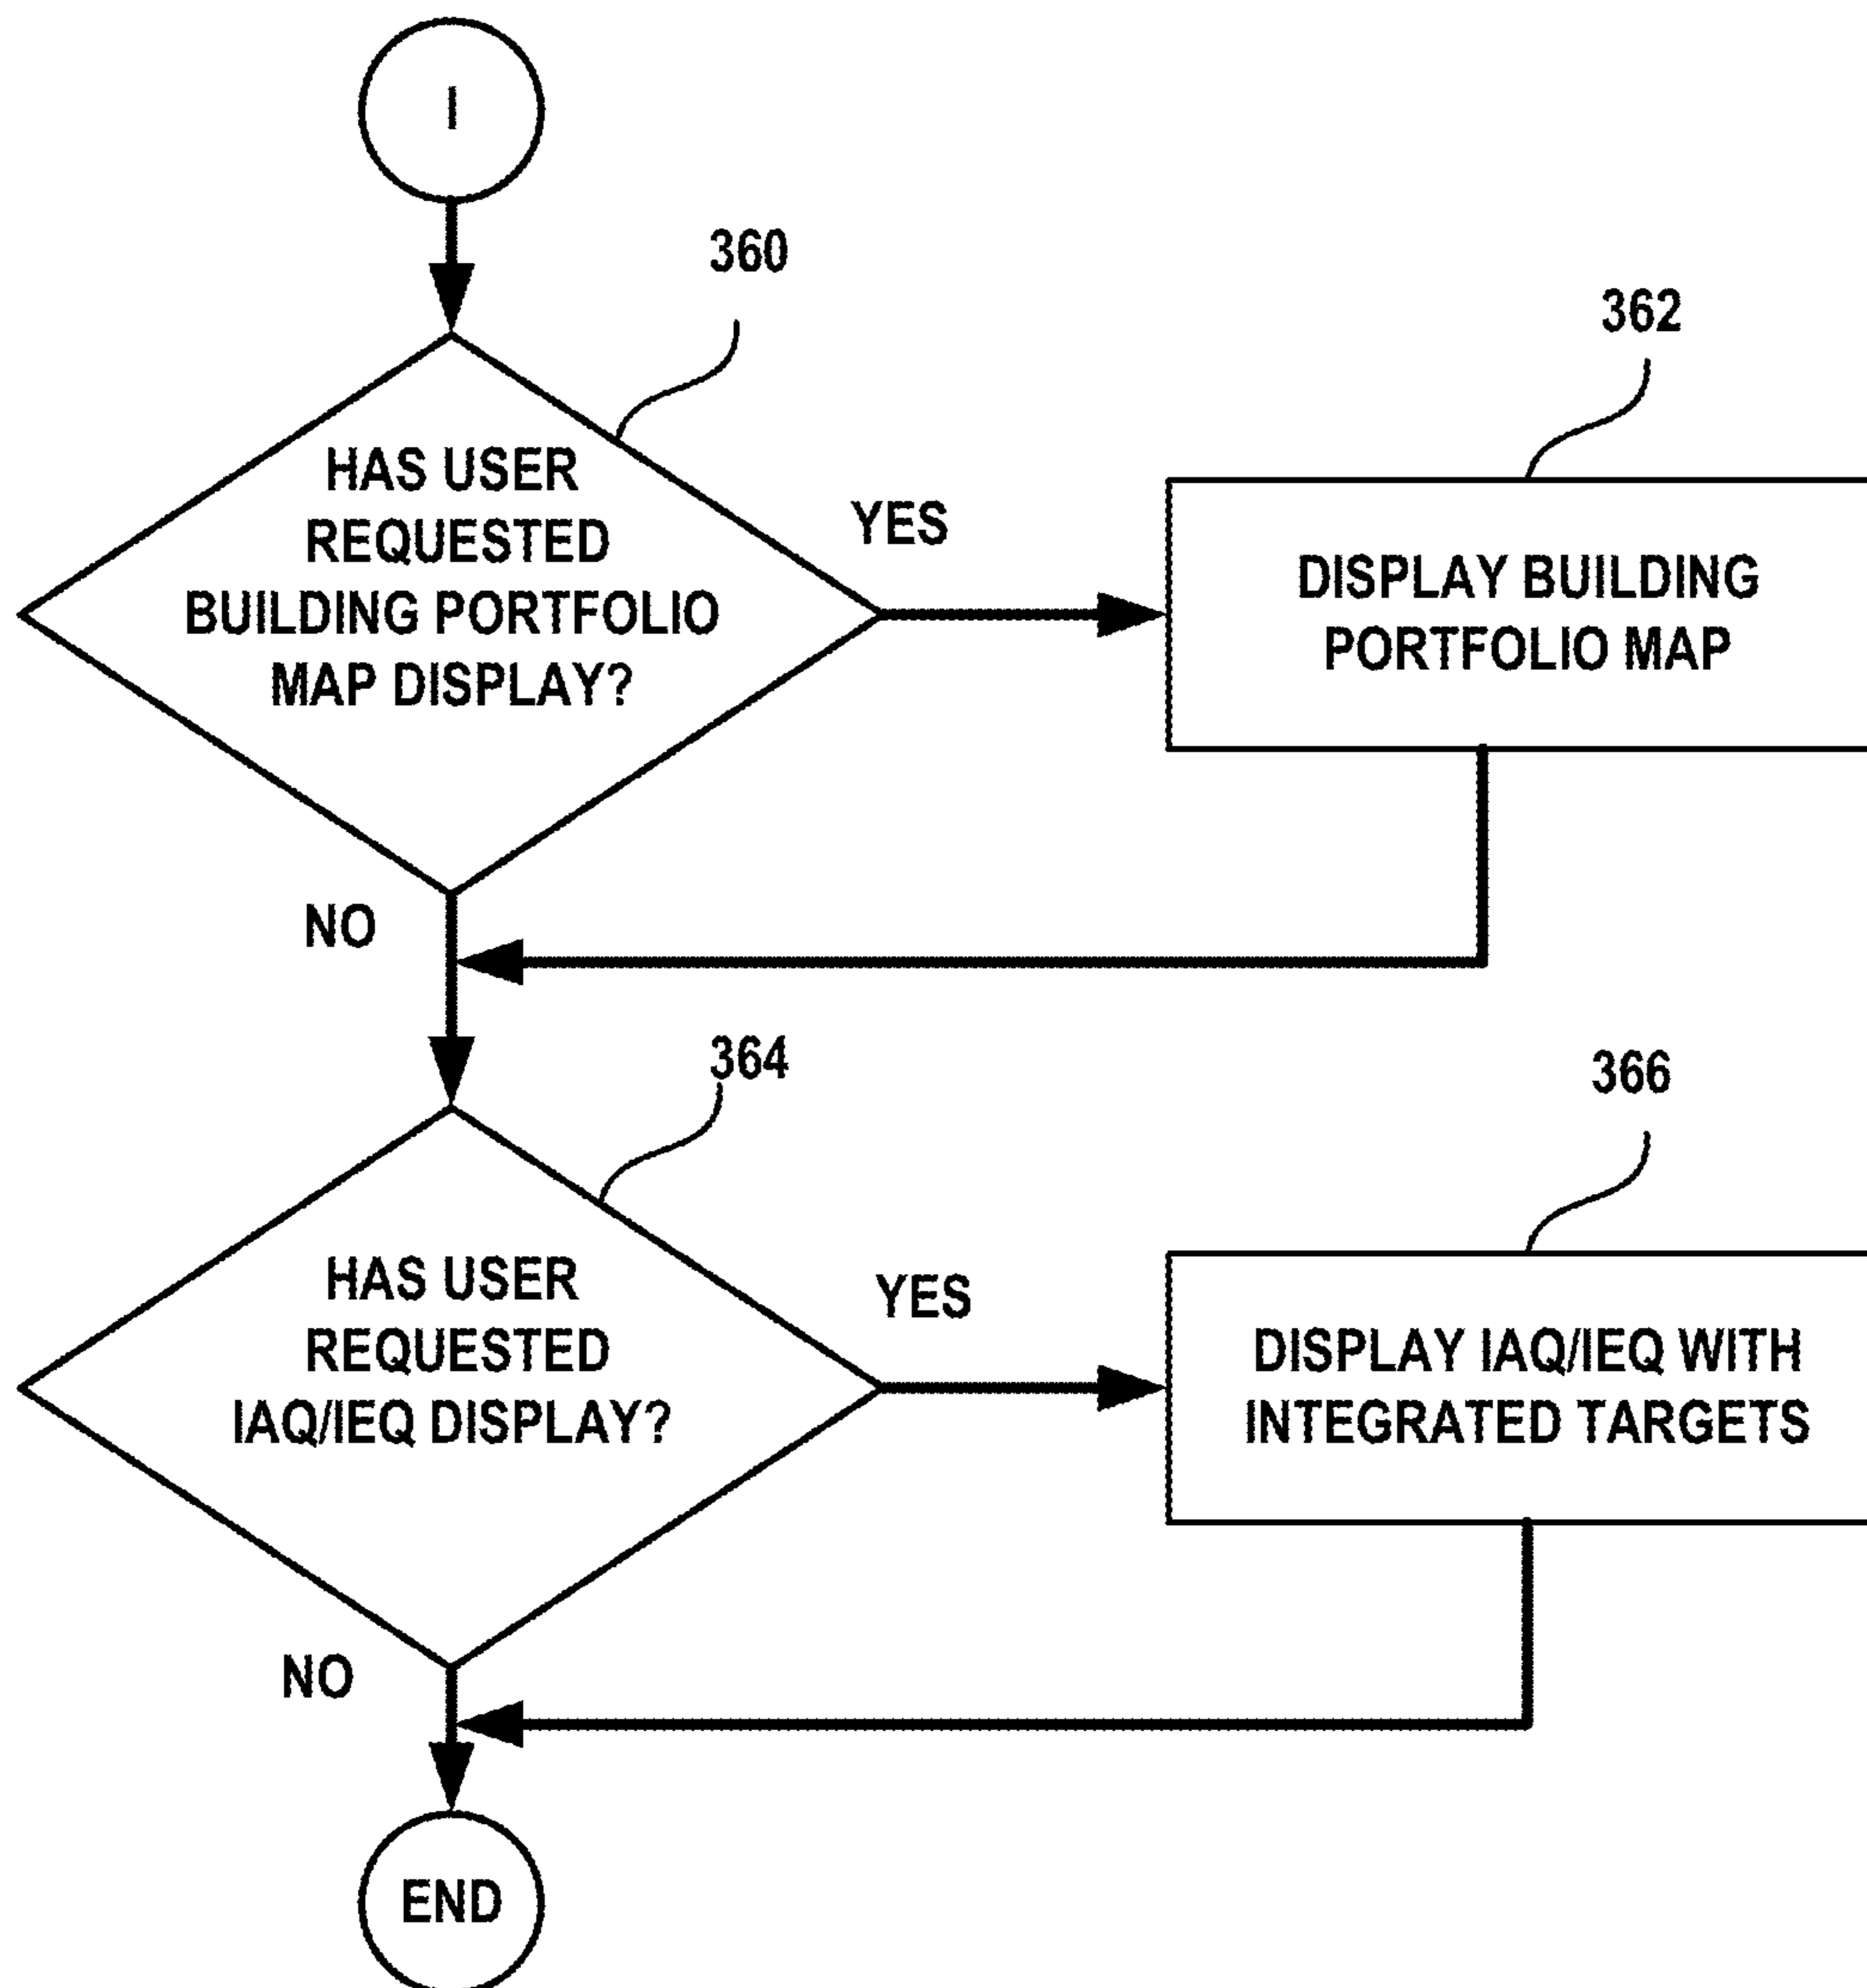 I
360
HAS USER
REQUESTED
BUILDING PORTFOLIO
MAP DISPLAY?
YES
362
DISPLAY BUILDING
PORTFOLIO MAP
NO
364
HAS USER
REQUESTED
IAQ/IEQ DISPLAY?
YES
366
DISPLAY IAQ/IEQ WITH
INTEGRATED TARGETS
NO
END